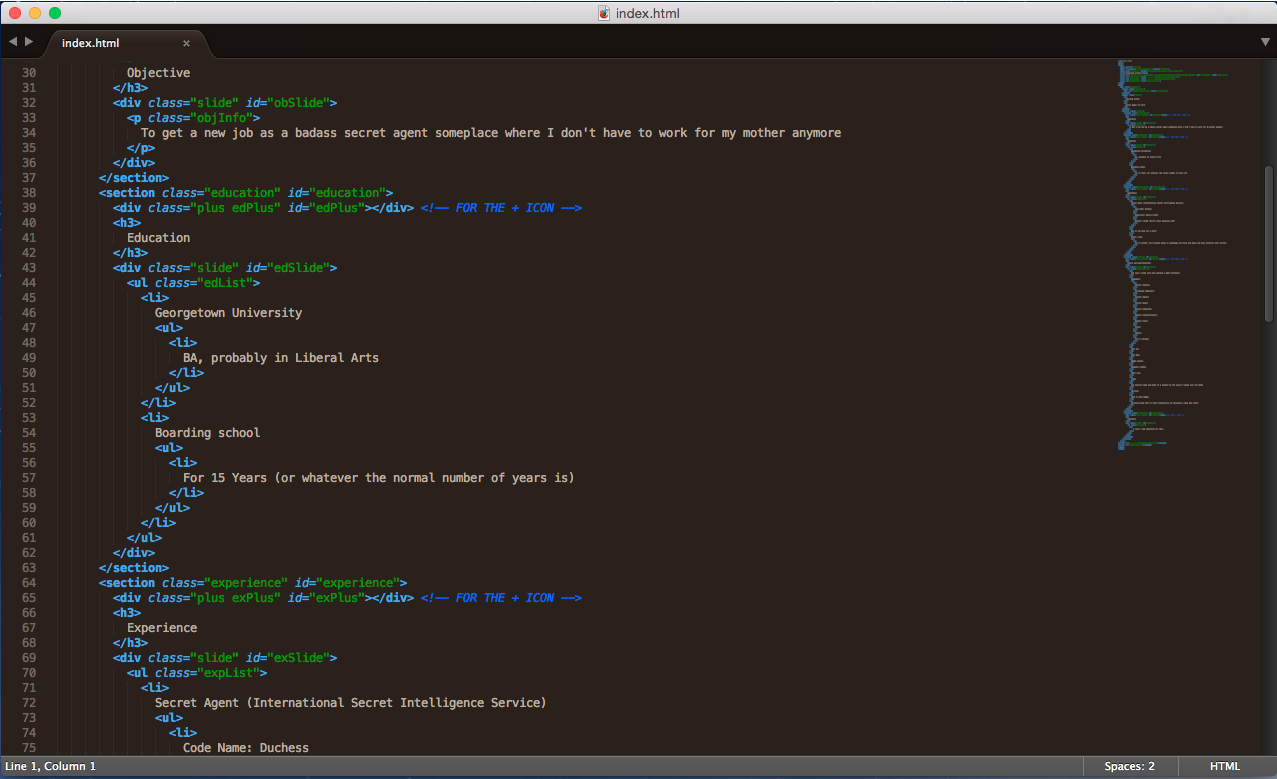 index.html
index.html ×
30 Objective
31 </h3>
32 <div class="slide" id="obSlide">
33 <p class="objInfo">
34 To get a new job as a badass secret agent someplace where I don't have to work for my mother anymore
35 </p>
36 </div>
37 </section>
38 <section class="education" id="education">
39 <div class="plus edPlus" id="edPlus"></div> <!-- FOR THE + ICON -->
40 <h3>
41 Education
42 </h3>
43 <div class="slide" id="edSlide">
44 <ul class="edList">
45 <li>
46 Georgetown University
47 <ul>
48 <li>
49 BA, probably in Liberal Arts
50 </li>
51 </ul>
52 </li>
53 <li>
54 Boarding school
55 <ul>
56 <li>
57 For 15 Years (or whatever the normal number of years is)
58 </li>
59 </ul>
60 </li>
61 </ul>
62 </div>
63 </section>
64 <section class="experience" id="experience">
65 <div class="plus exPlus" id="exPlus"></div> <!-- FOR THE + ICON -->
66 <h3>
67 Experience
68 </h3>
69 <div class="slide" id="exSlide">
70 <ul class="expList">
71 <li>
72 Secret Agent (International Secret Intelligence Service)
73 <ul>
74 <li>
75 Code Name: Duchess
Line 1, Column 1 Spaces: 2 HTML